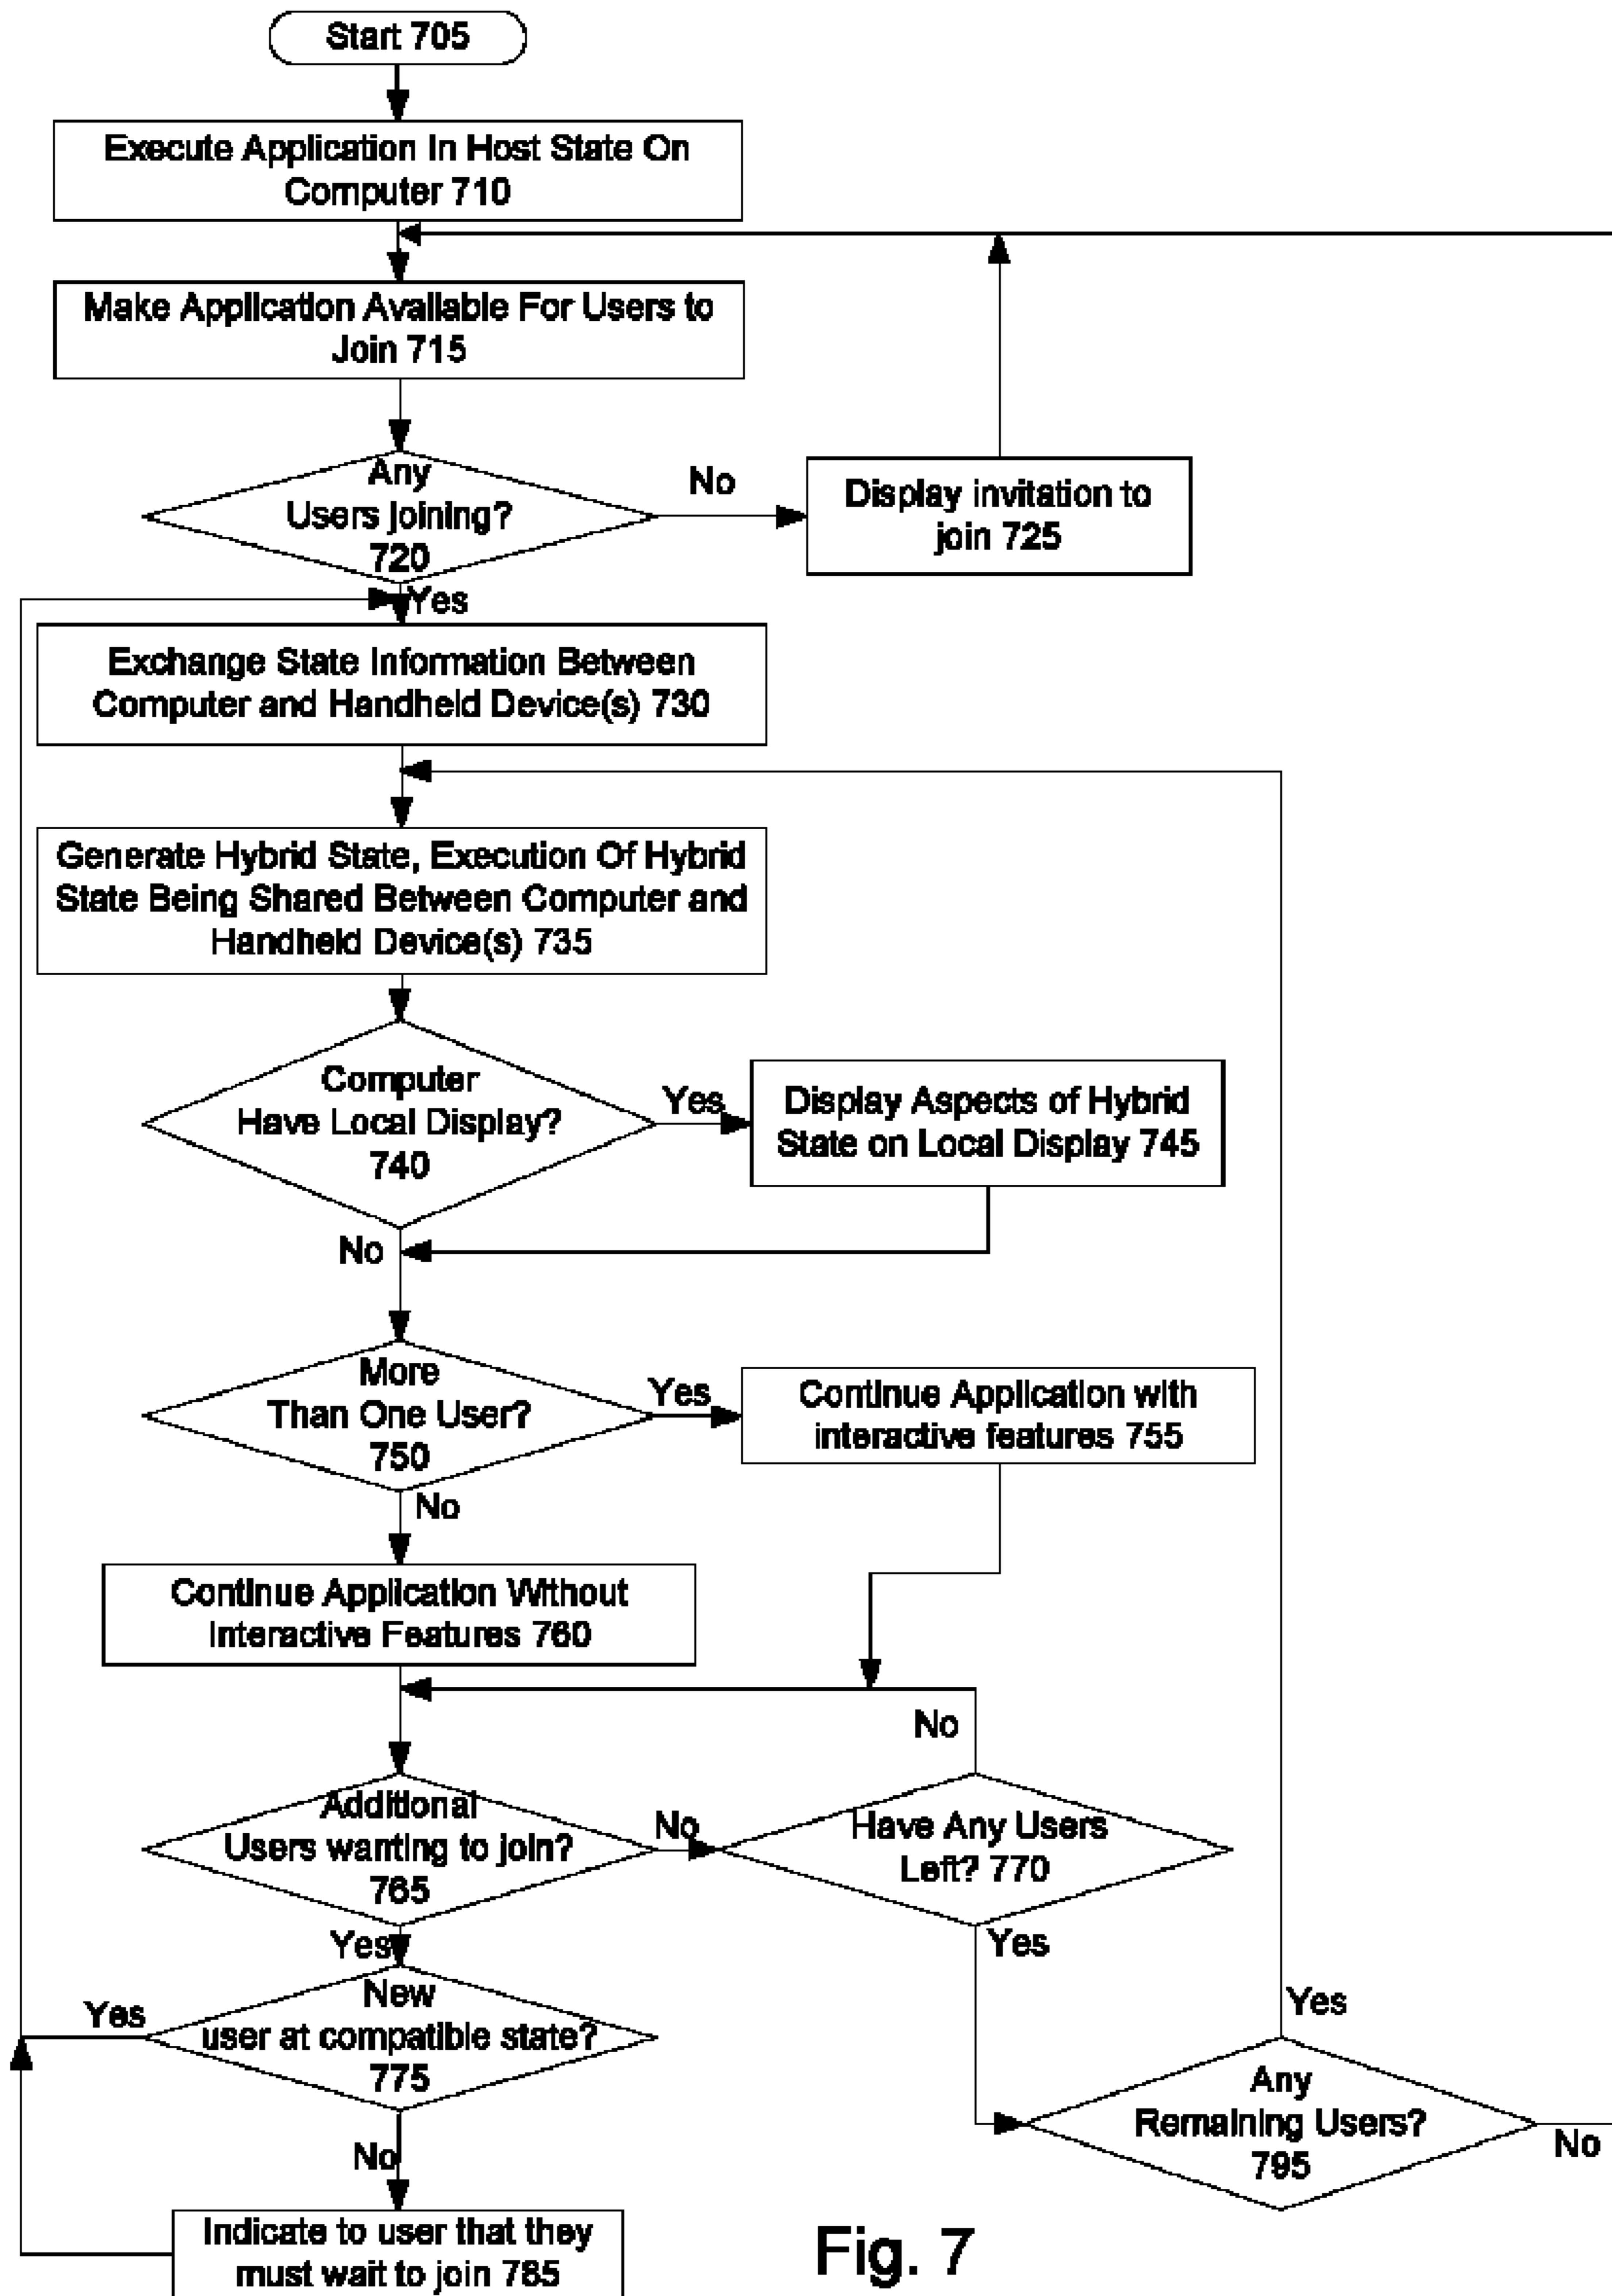 Start 705
Execute Application In Host State On
Computer 710
Make Application Available For Users to
Join 715
Any
Users joining?
720
No
Display invitation to
join 725
Yes
Exchange State Information Between
Computer and Handheld Device(s) 730
Generate Hybrid State, Execution Of Hybrid
State Being Shared Between Computer and
Handheld Device(s) 735
Computer
Have Local Display?
740
Yes
Display Aspects of Hybrid
State on Local Display 745
No
More
Than One User?
750
Yes
Continue Application with
interactive features 755
No
Continue Application Without
Interactive Features 760
No
Additional
Users wanting to join?
765
No
Have Any Users
Left? 770
Yes
Yes
New
user at compatible state?
775
Yes
Yes
Any
Remaining Users?
795
No
No
Indicate to user that they
must wait to join 785
Fig. 7